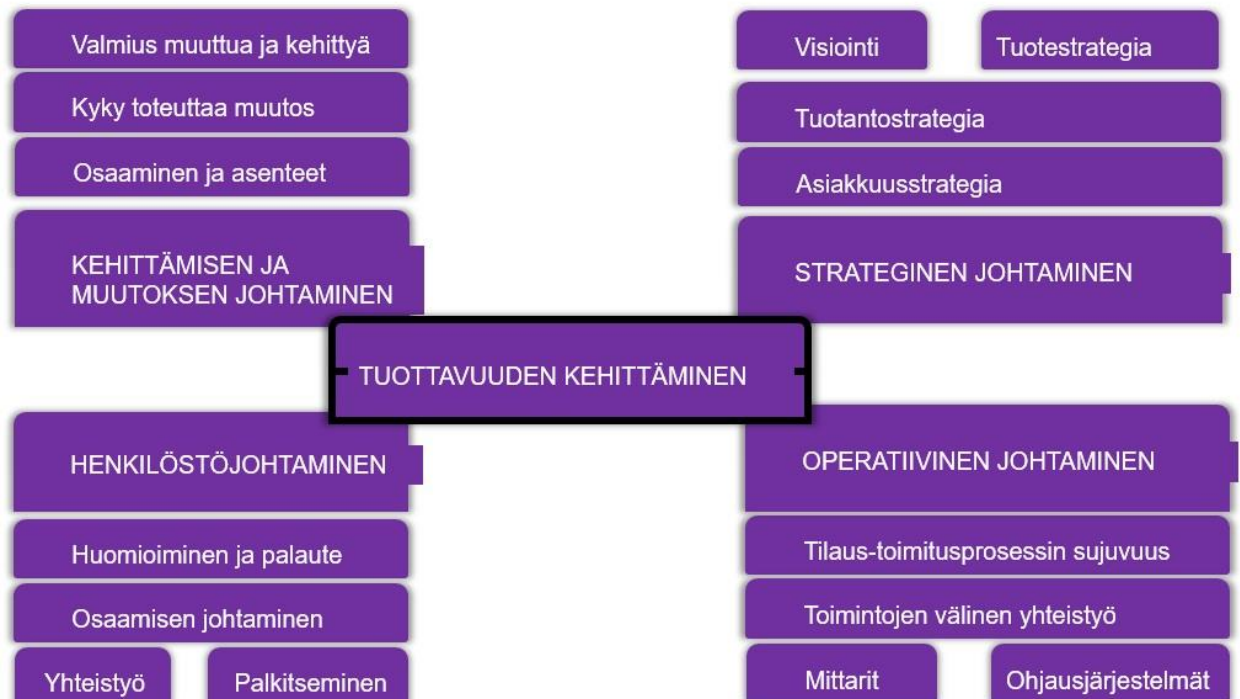 Valmius muuttua ja kehittyä
Kyky toteuttaa muutos
Osaaminen ja asenteet
KEHITTÄMISEN JA
MUUTOKSEN JOHTAMINEN
Visiointi
Tuotestrategia
Tuotantostrategia
Asiakkuusstrategia
STRATEGINEN JOHTAMINEN
TUOTTAVUUDEN KEHITTÄMINEN
HENKILÖSTÖJOHTAMINEN
Huomioiminen ja palaute
Osaamisen johtaminen
Yhteistyö
Palkitseminen
OPERATIIVINEN JOHTAMINEN
Tilaus-toimitusprosessin sujuvuus
Toimintojen välinen yhteistyö
Mittarit
Ohjausjärjestelmät